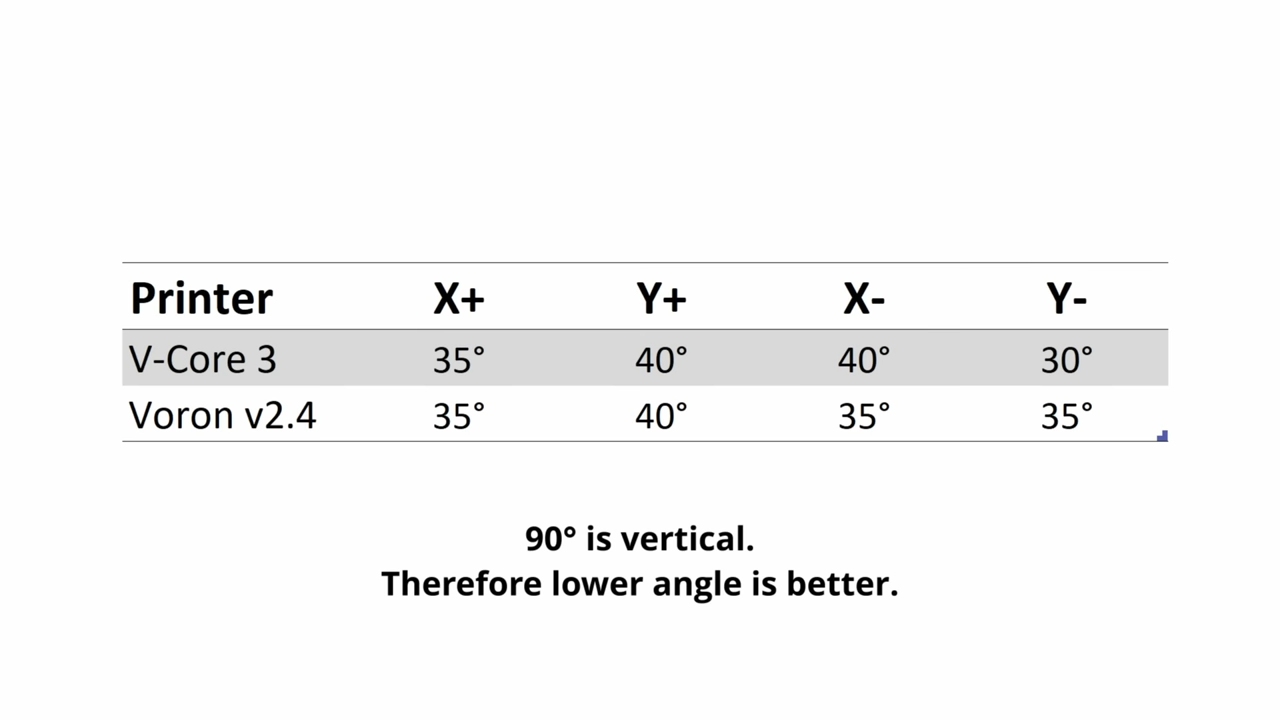 Printer X+ Y+ X- Y-
V-Core 3 35° 40° 40° 30°
Voron v2.4 35° 40° 35° 35°
90° is vertical.
Therefore lower angle is better.